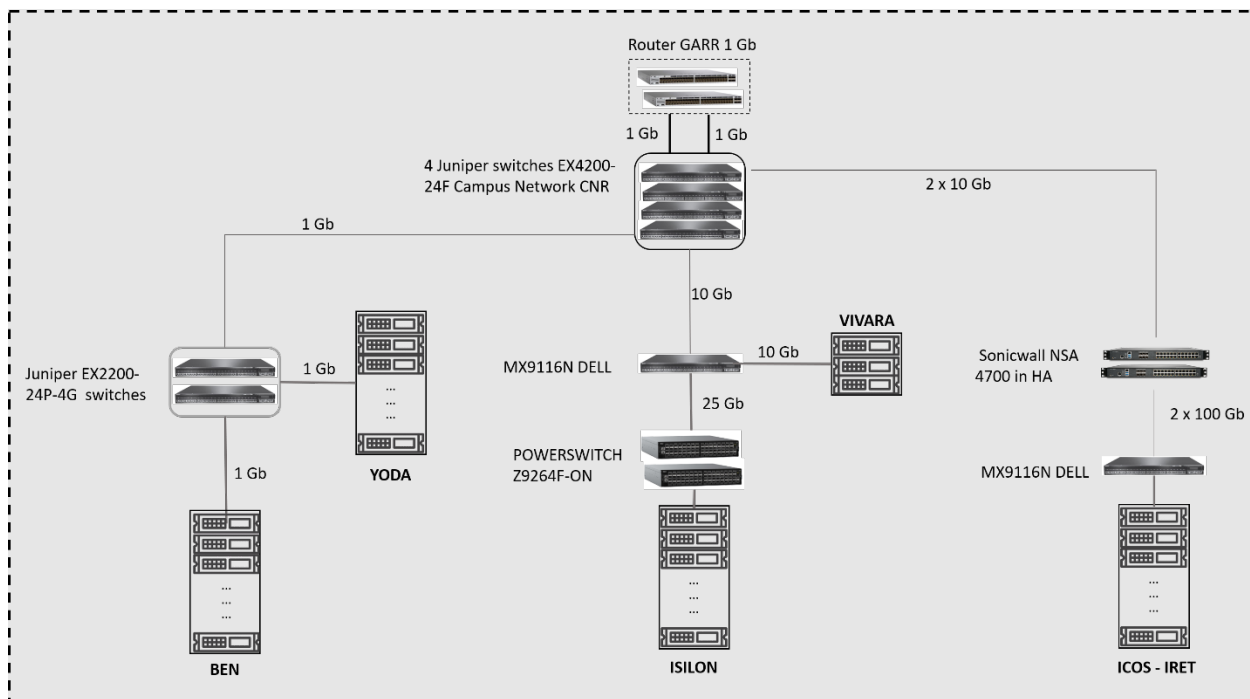 Router GARR 1 Gb
1 Gb
1 Gb
4 Juniper switches EX4200-
24F Campus Network CNR
2 x 10 Gb
1 Gb
10 Gb
VIVARA
10 Gb
MX9116N DELL
Sonicwall NSA
4700 in HA
Juniper EX2200-
24P-4G switches
1 Gb
...
...
...
YODA
25 Gb
2 x 100 Gb
POWERSWITCH
Z9264F-ON
MX9116N DELL
1 Gb
...
...
...
BEN
...
...
...
ISILON
...
...
...
ICOS - IRET